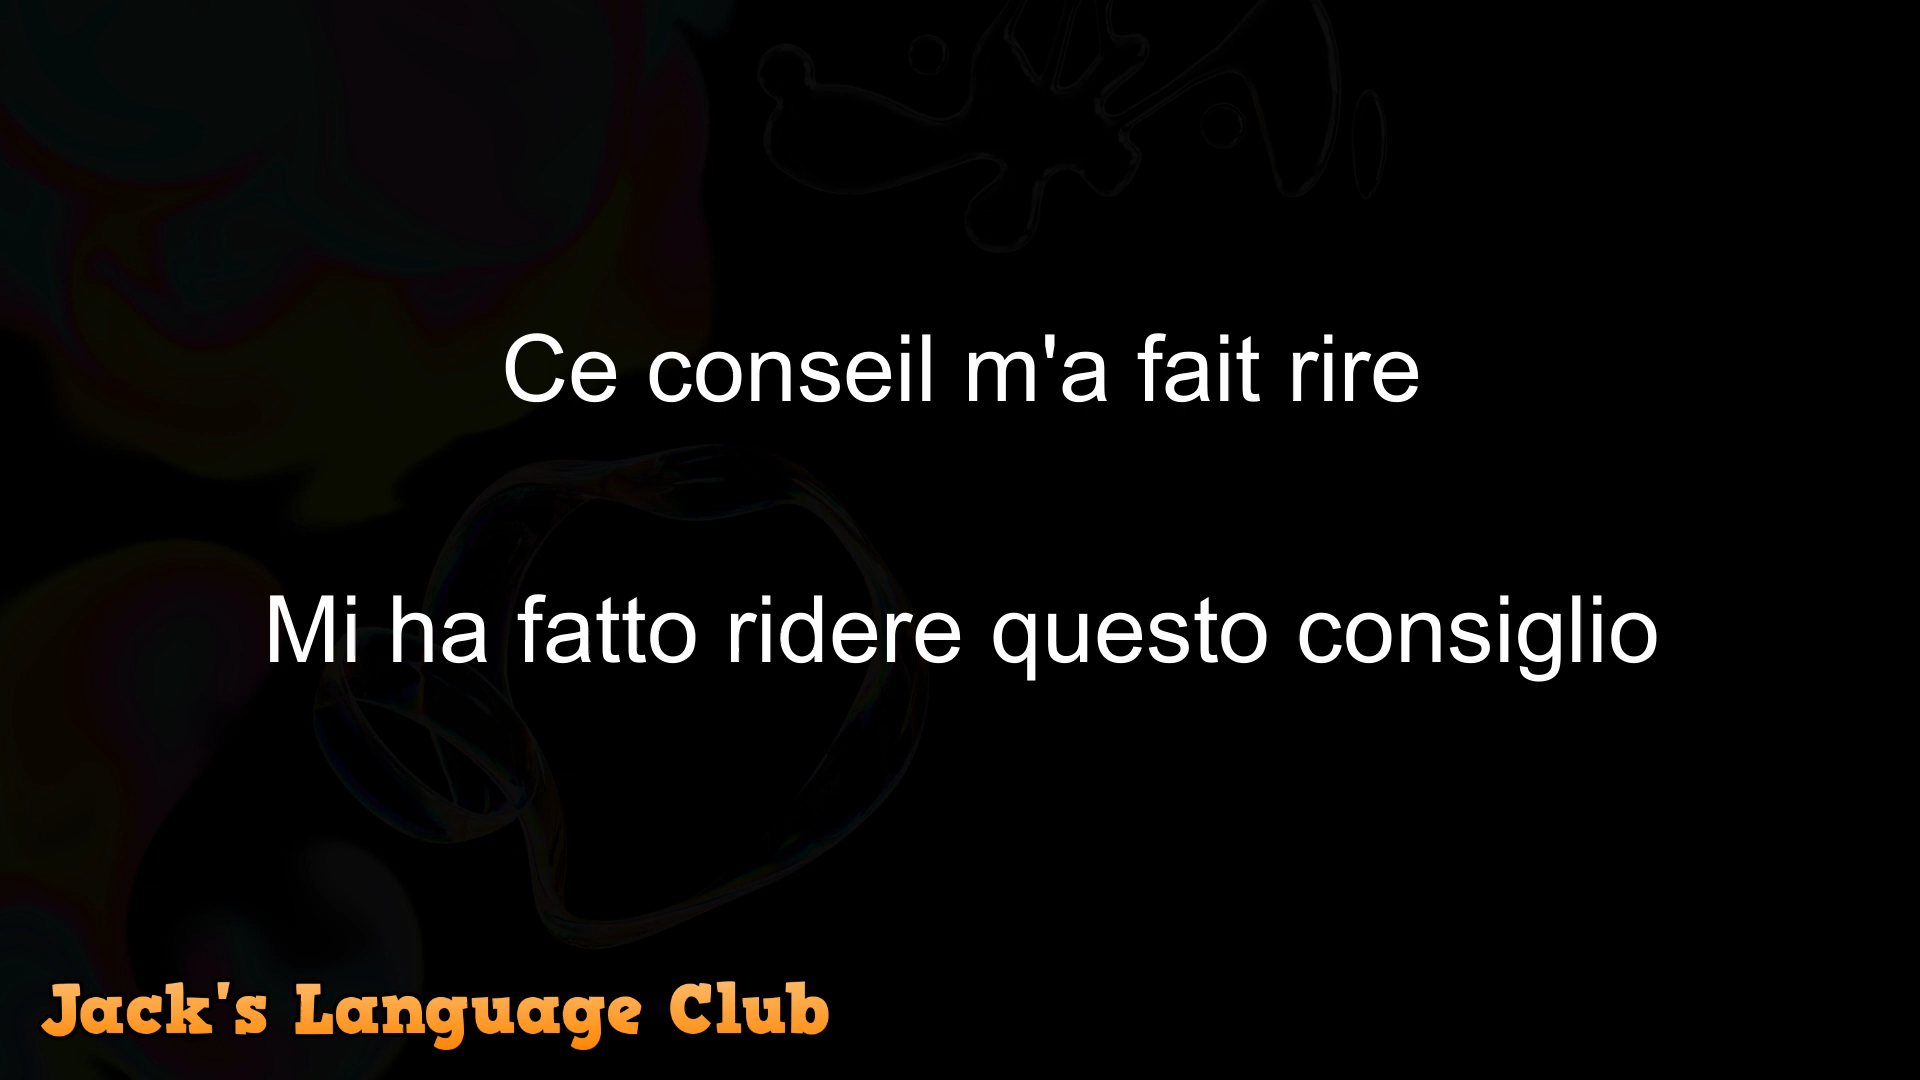 Ce conseil m'a fait rire
Mi ha fatto ridere questo consiglio
Jack's Language Club